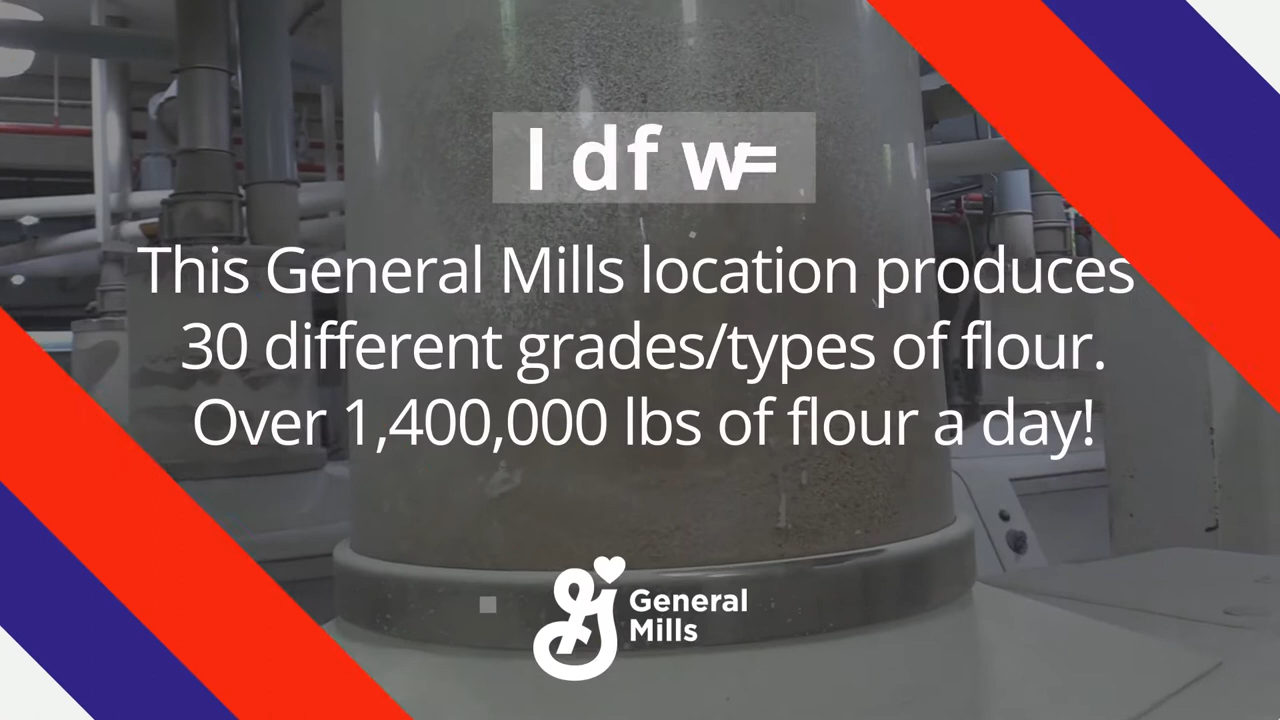 l df w=
This General Mills location produces
30 different grades/types of flour.
Over 1,400,000 lbs of flour a day!
General
Mills